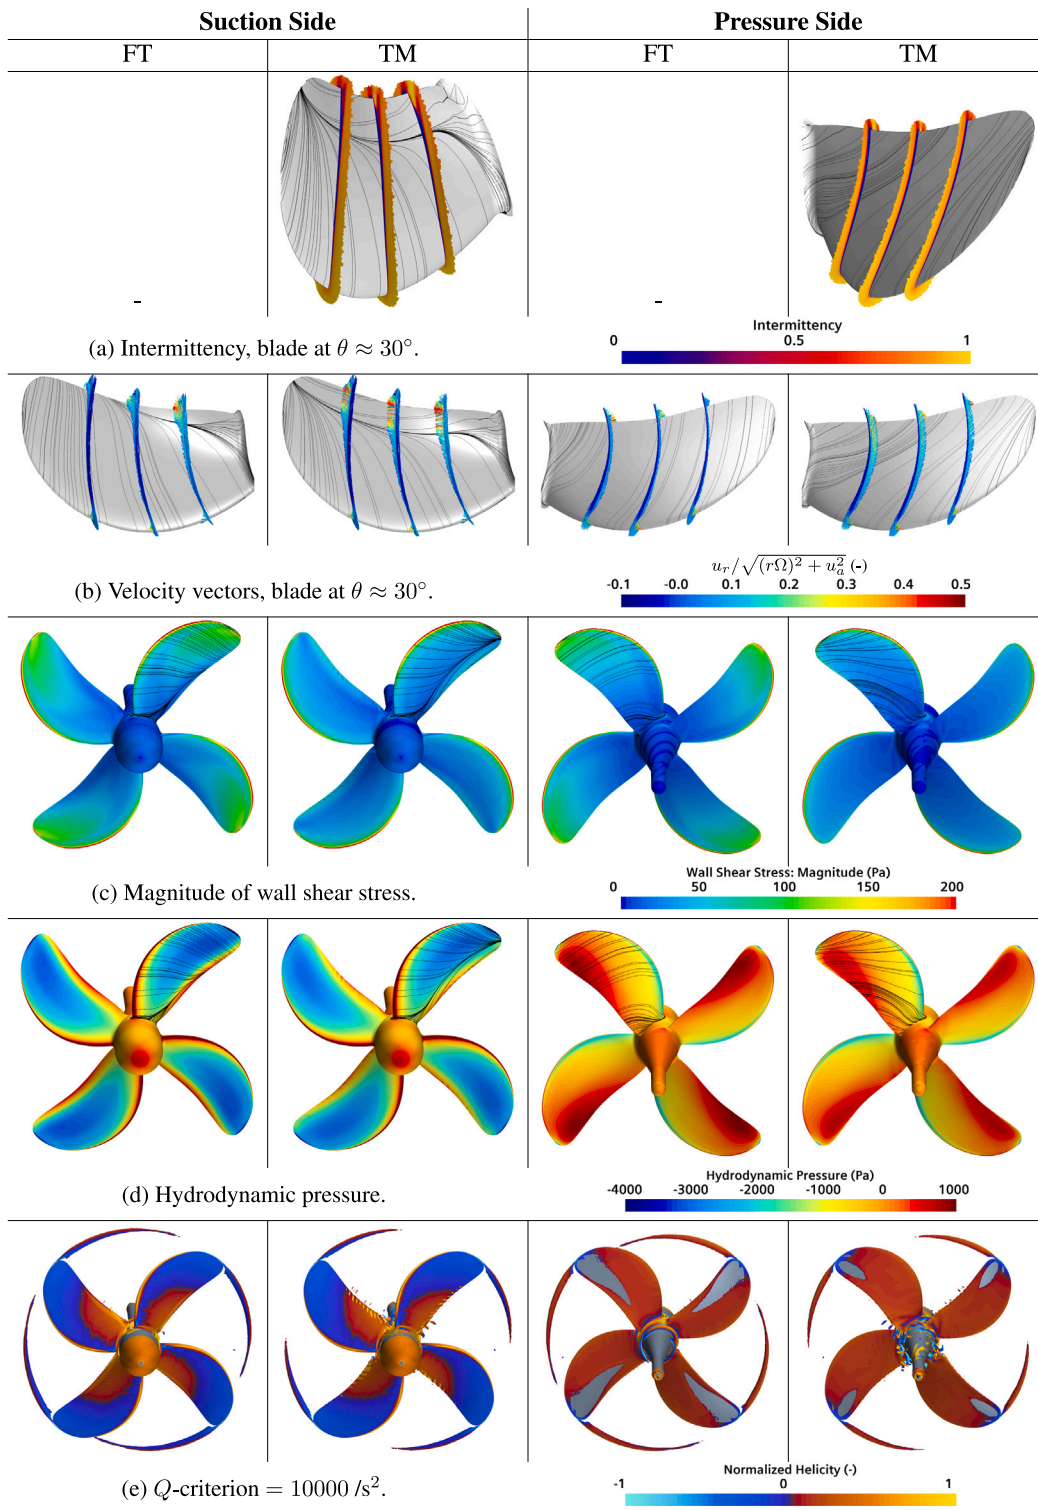 Suction Side Pressure Side
FT TM FT TM
- -
Intermittency
0 0.5 1
(a) Intermittency, blade at θ ≈ 30°.
u_r/√((rΩ)² + u_a²) (-)
-0.1 -0.0 0.1 0.2 0.3 0.4 0.5
(b) Velocity vectors, blade at θ ≈ 30°.
Wall Shear Stress: Magnitude (Pa)
0 50 100 150 200
(c) Magnitude of wall shear stress.
Hydrodynamic Pressure (Pa)
-4000 -3000 -2000 -1000 0 1000
(d) Hydrodynamic pressure.
Normalized Helicity (-)
-1 0 1
(e) Q-criterion = 10000 /s².